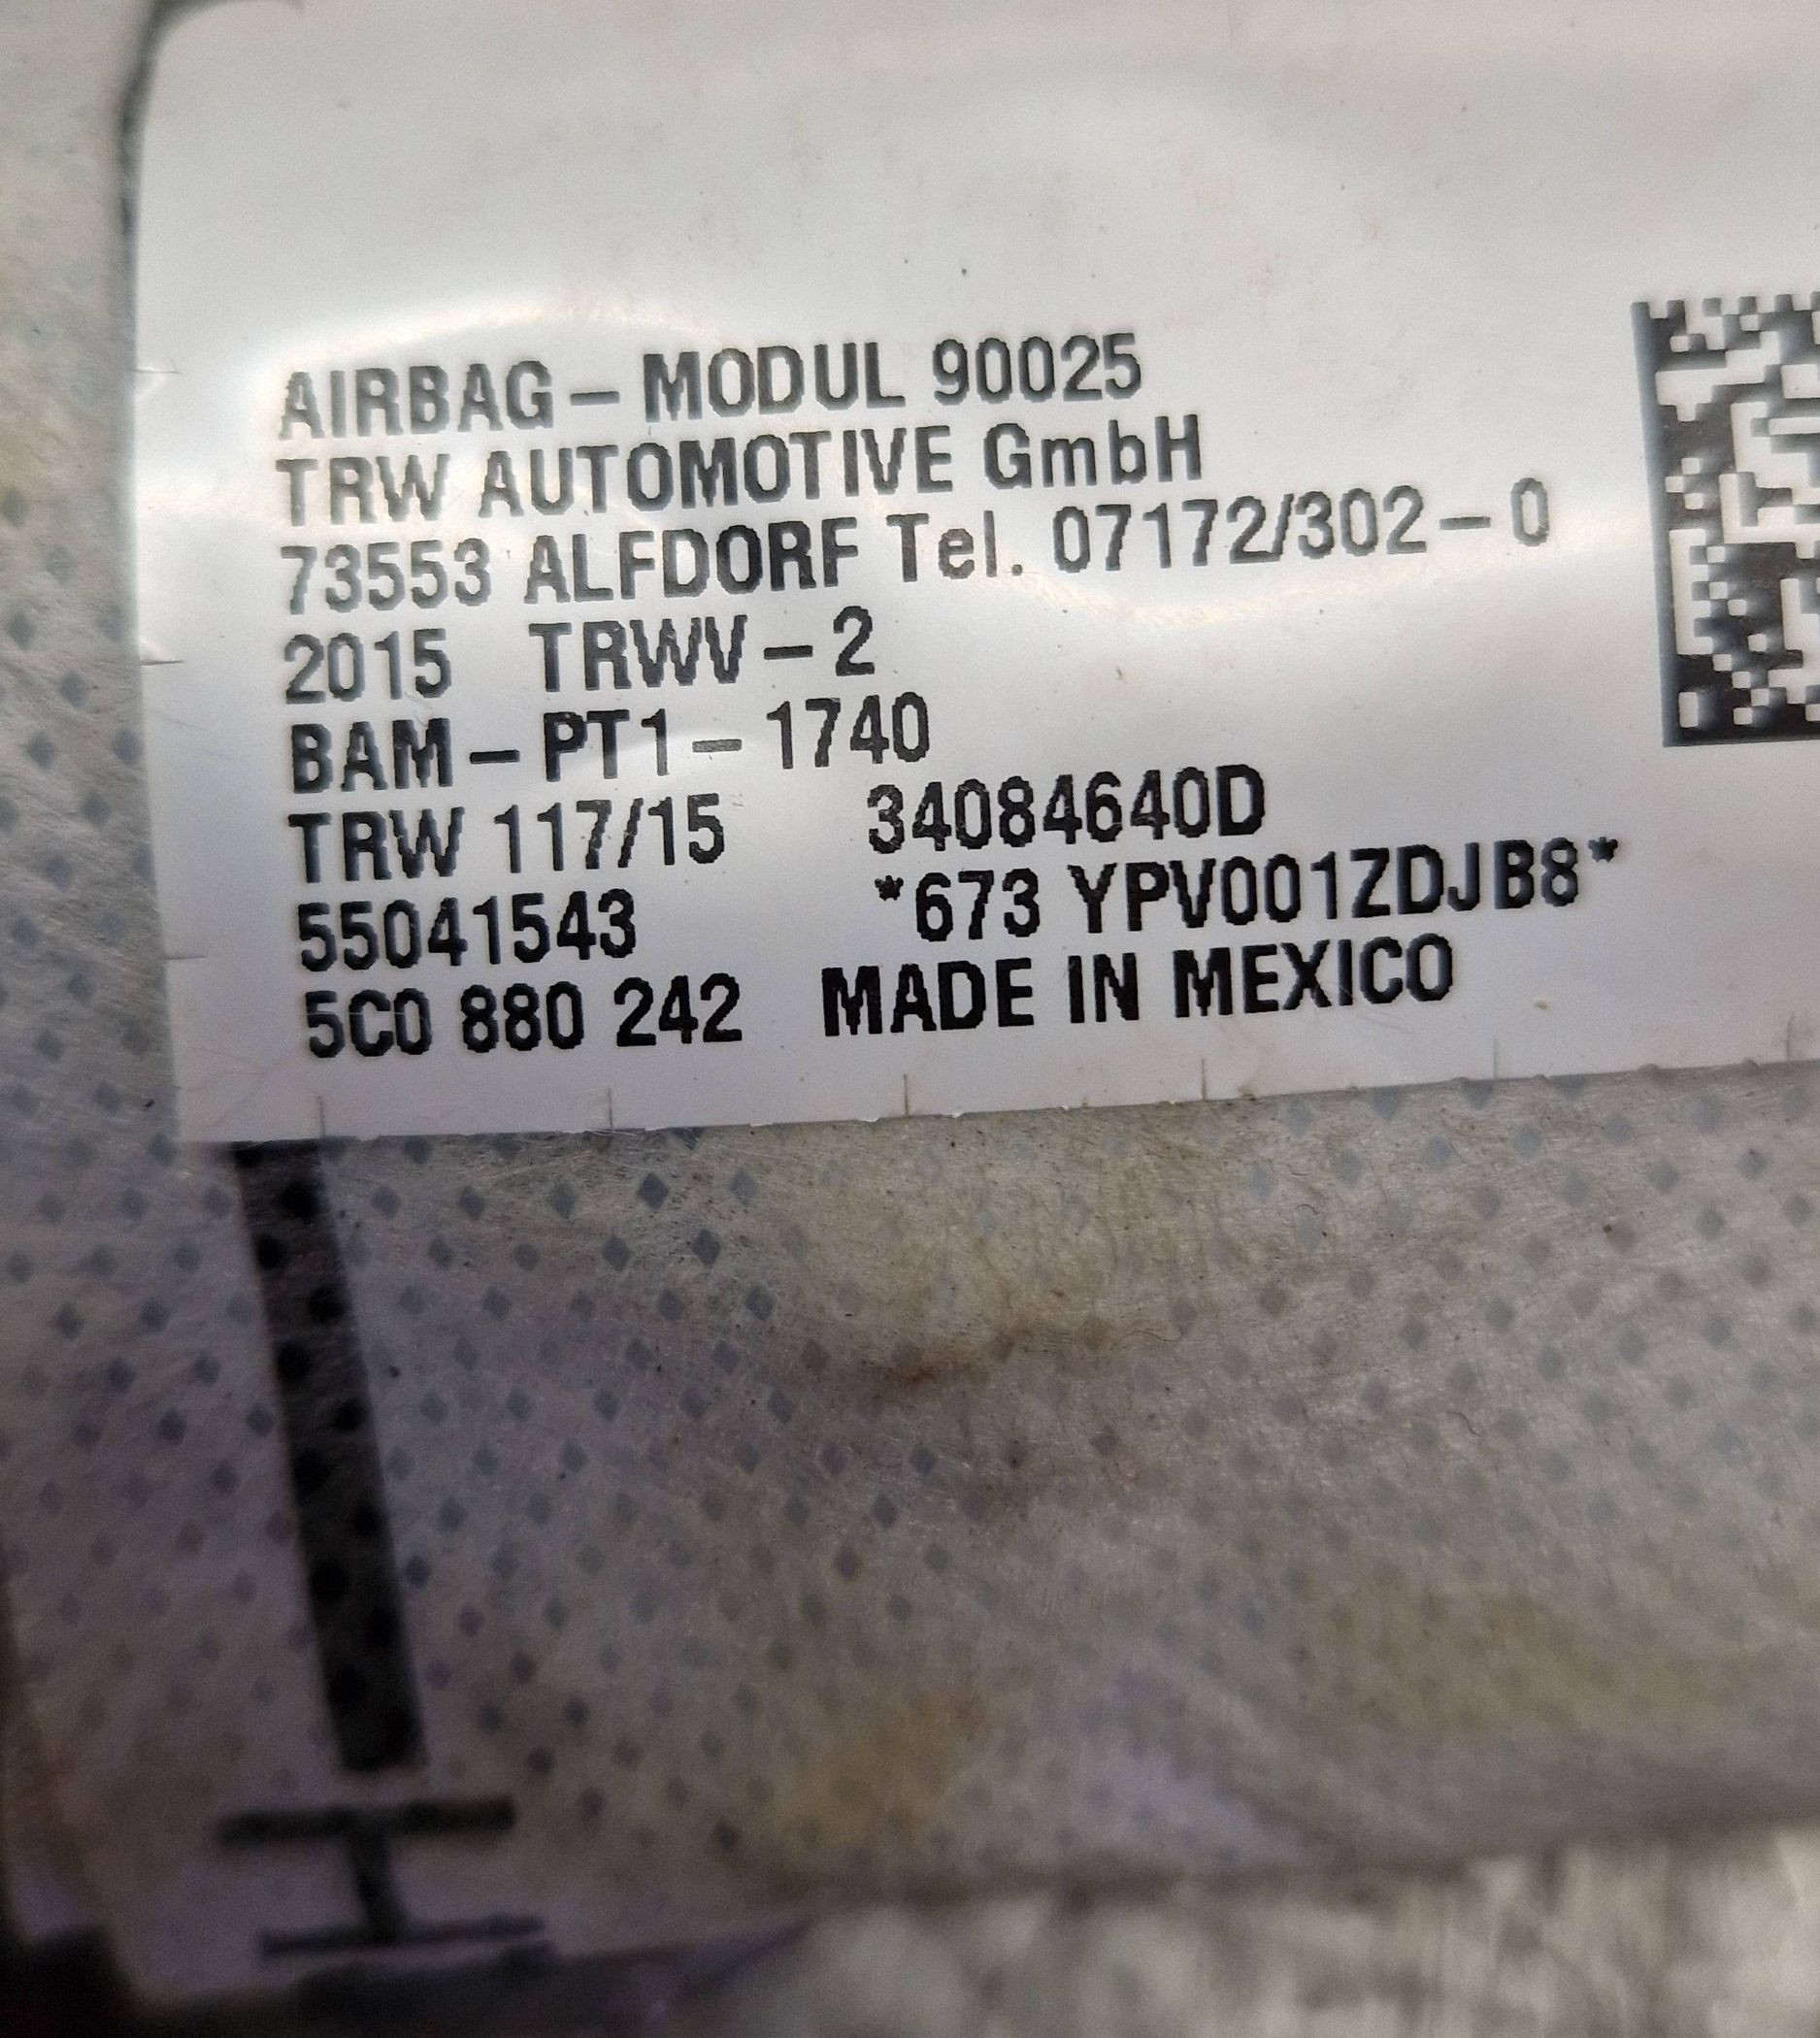 AIRBAG – MODUL 90025
TRW AUTOMOTIVE GmbH
73553 ALFDORF Tel. 07172/302 – 0
2015 TRWV – 2
BAM – PT1 – 1740
TRW 117/15 34084640D
55041543 *673 YPV001ZDJB8*
5C0 880 242 MADE IN MEXICO